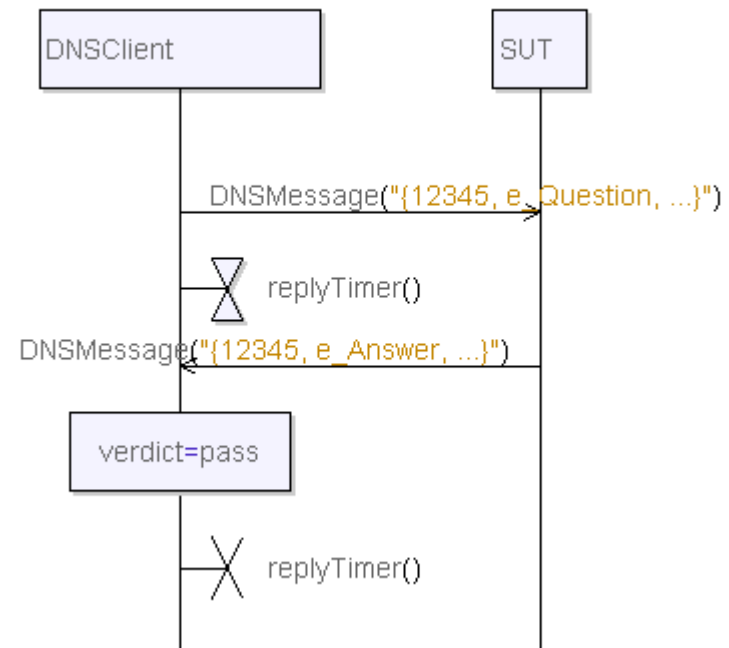 DNSClient
SUT
DNSMessage("{12345, e_Question, ...}")
replyTimer()
DNSMessage("{12345, e_Answer, ...}")
verdict=pass
replyTimer()